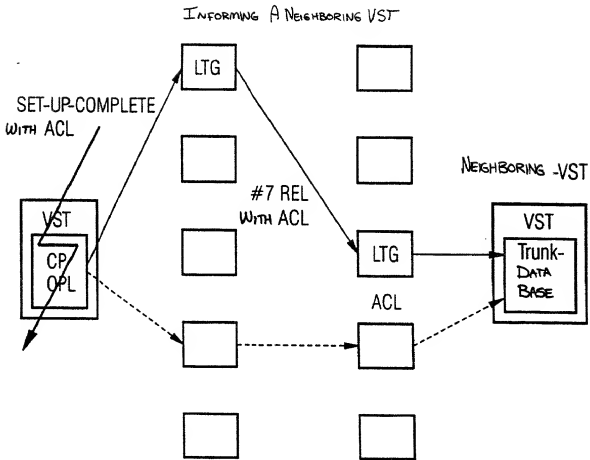 INFORMING A NEIGHBORING VST
LTG
SET-UP-COMPLETE
WITH ACL
NEIGHBORING -VST
#7 REL
WITH ACL
VST
CP
OPL
LTG
VST
Trunk-
DATA
BASE
ACL